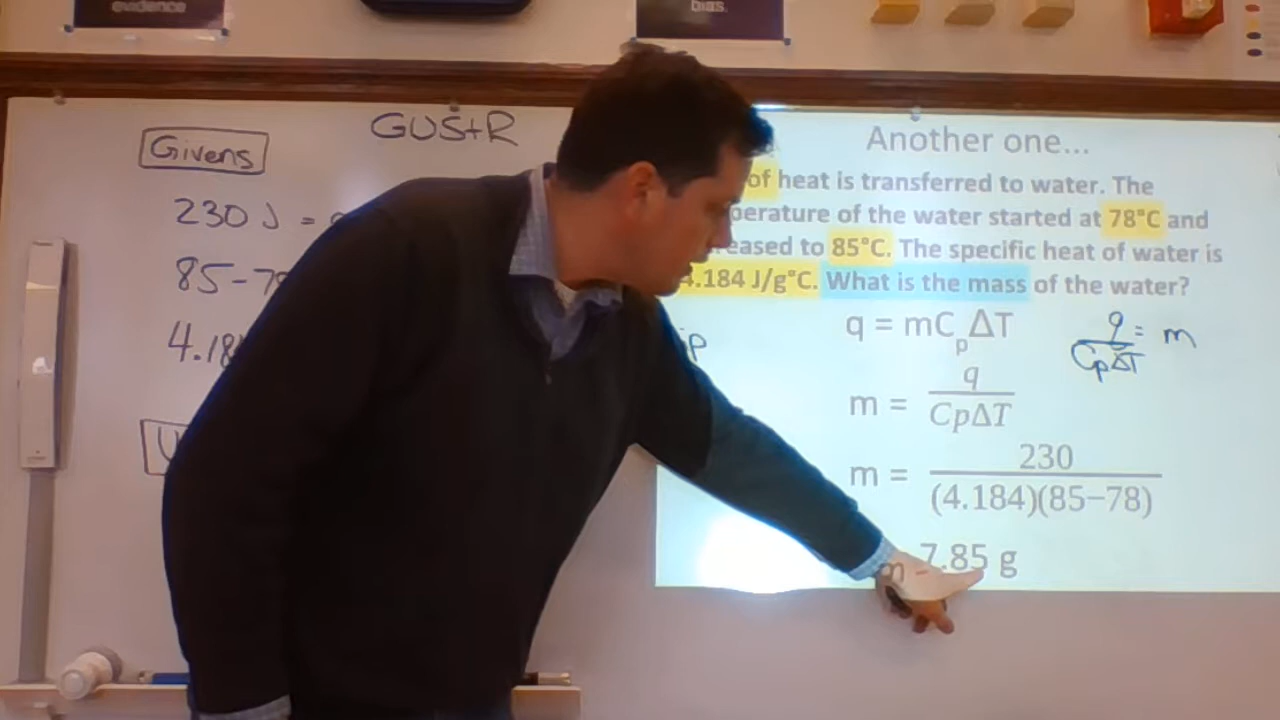 evidence
bias.
GUS+R
Givens
230 J =
85-78
4.184
Another one...
of heat is transferred to water. The
perature of the water started at 78°C and
eased to 85°C. The specific heat of water is
4.184 J/g°C. What is the mass of the water?
q = mCpΔT
q = m
CpΔT
m = q
CpΔT
m = 230
(4.184)(85−78)
7.85 g